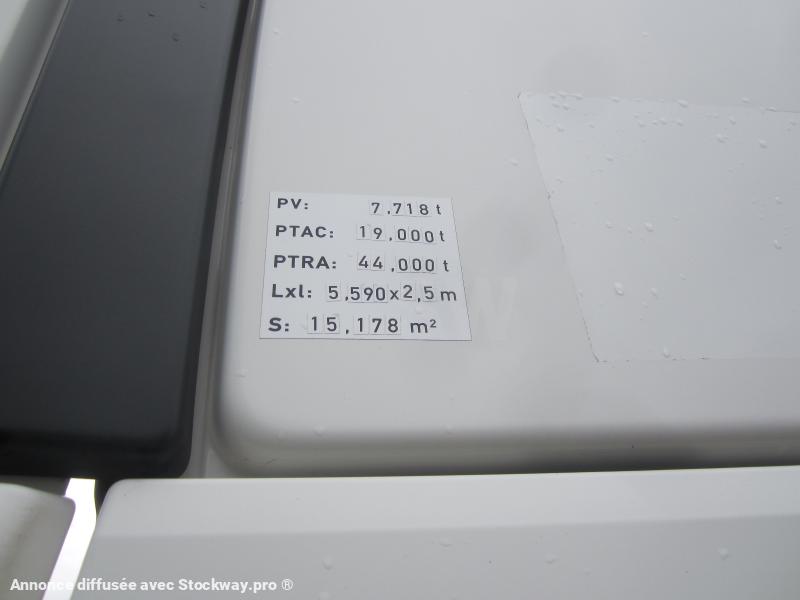 PV: 7,718 t
PTAC: 19,000 t
PTRA: 44,000 t
Lxl: 5,590x2,5 m
S: 15,178 m²
Annonce diffusée avec Stockway.pro ®